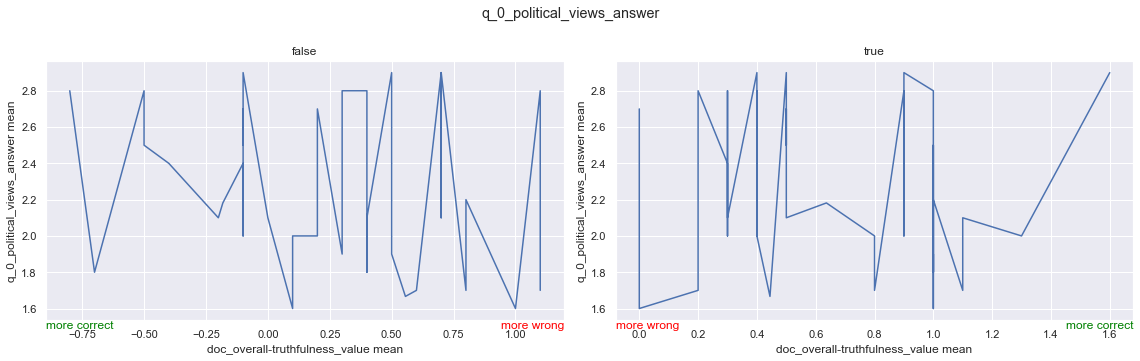 q_0_political_views_answer
false
q_0_political_views_answer mean
2.8
2.6
2.4
2.2
2.0
1.8
1.6
more correct
more wrong
−0.75
−0.50
−0.25
0.00
0.25
0.50
0.75
1.00
doc_overall-truthfulness_value mean
true
q_0_political_views_answer mean
2.8
2.6
2.4
2.2
2.0
1.8
1.6
more wrong
more correct
0.0
0.2
0.4
0.6
0.8
1.0
1.2
1.4
1.6
doc_overall-truthfulness_value mean